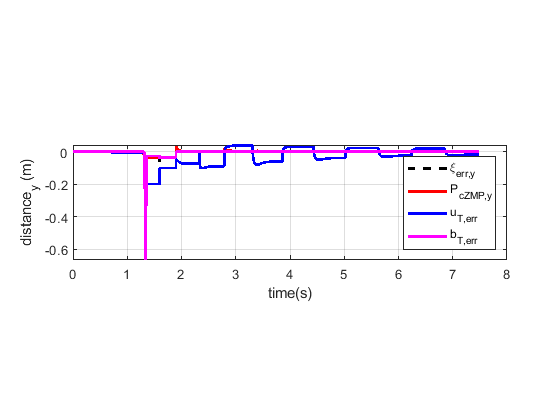 distance_y (m)
0
-0.2
-0.4
-0.6
0 1 2 3 4 5 6 7 8
time(s)
ξ_err,y
P_cZMP,y
u_T,err
b_T,err